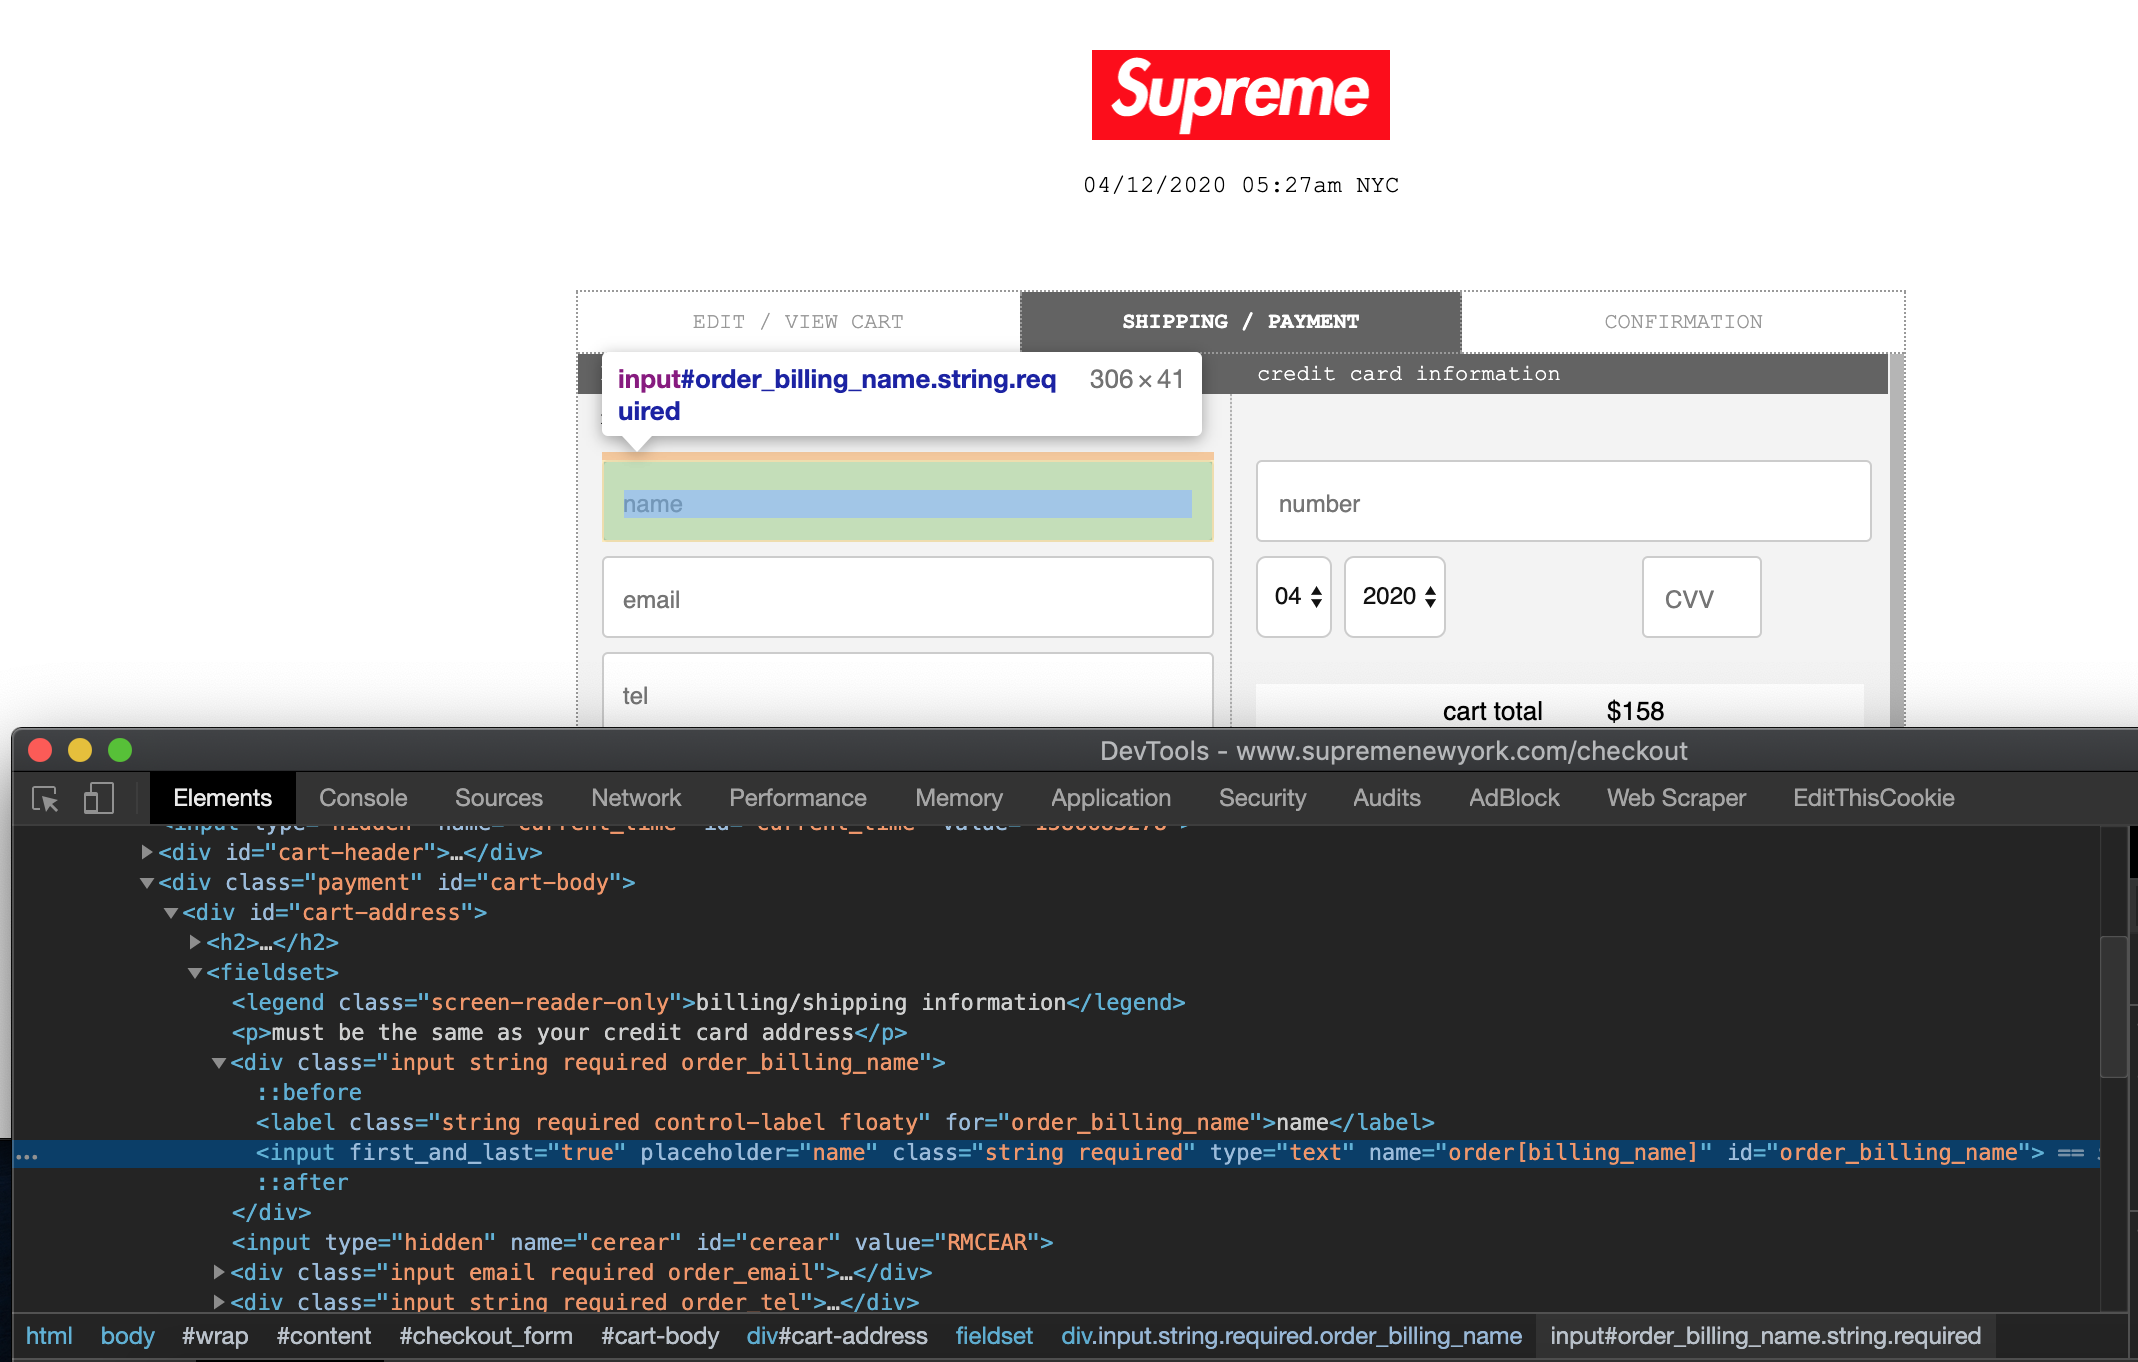 Supreme
04/12/2020 05:27am NYC
EDIT / VIEW CART
SHIPPING / PAYMENT
CONFIRMATION
input#order_billing_name.string.req
uired
306 × 41
credit card information
name
number
email
04
2020
CVV
tel
cart total $158
DevTools - www.supremenewyork.com/checkout
Elements Console Sources Network Performance Memory Application Security Audits AdBlock Web Scraper EditThisCookie
<div id="cart-header">…</div>
<div class="payment" id="cart-body">
<div id="cart-address">
<h2>…</h2>
<fieldset>
<legend class="screen-reader-only">billing/shipping information</legend>
<p>must be the same as your credit card address</p>
<div class="input string required order_billing_name">
::before
<label class="string required control-label floaty" for="order_billing_name">name</label>
… <input first_and_last="true" placeholder="name" class="string required" type="text" name="order[billing_name]" id="order_billing_name"> ==
::after
</div>
<input type="hidden" name="cerear" id="cerear" value="RMCEAR">
<div class="input email required order_email">…</div>
<div class="input string required order_tel">…</div>
html body #wrap #content #checkout_form #cart-body div#cart-address fieldset div.input.string.required.order_billing_name input#order_billing_name.string.required